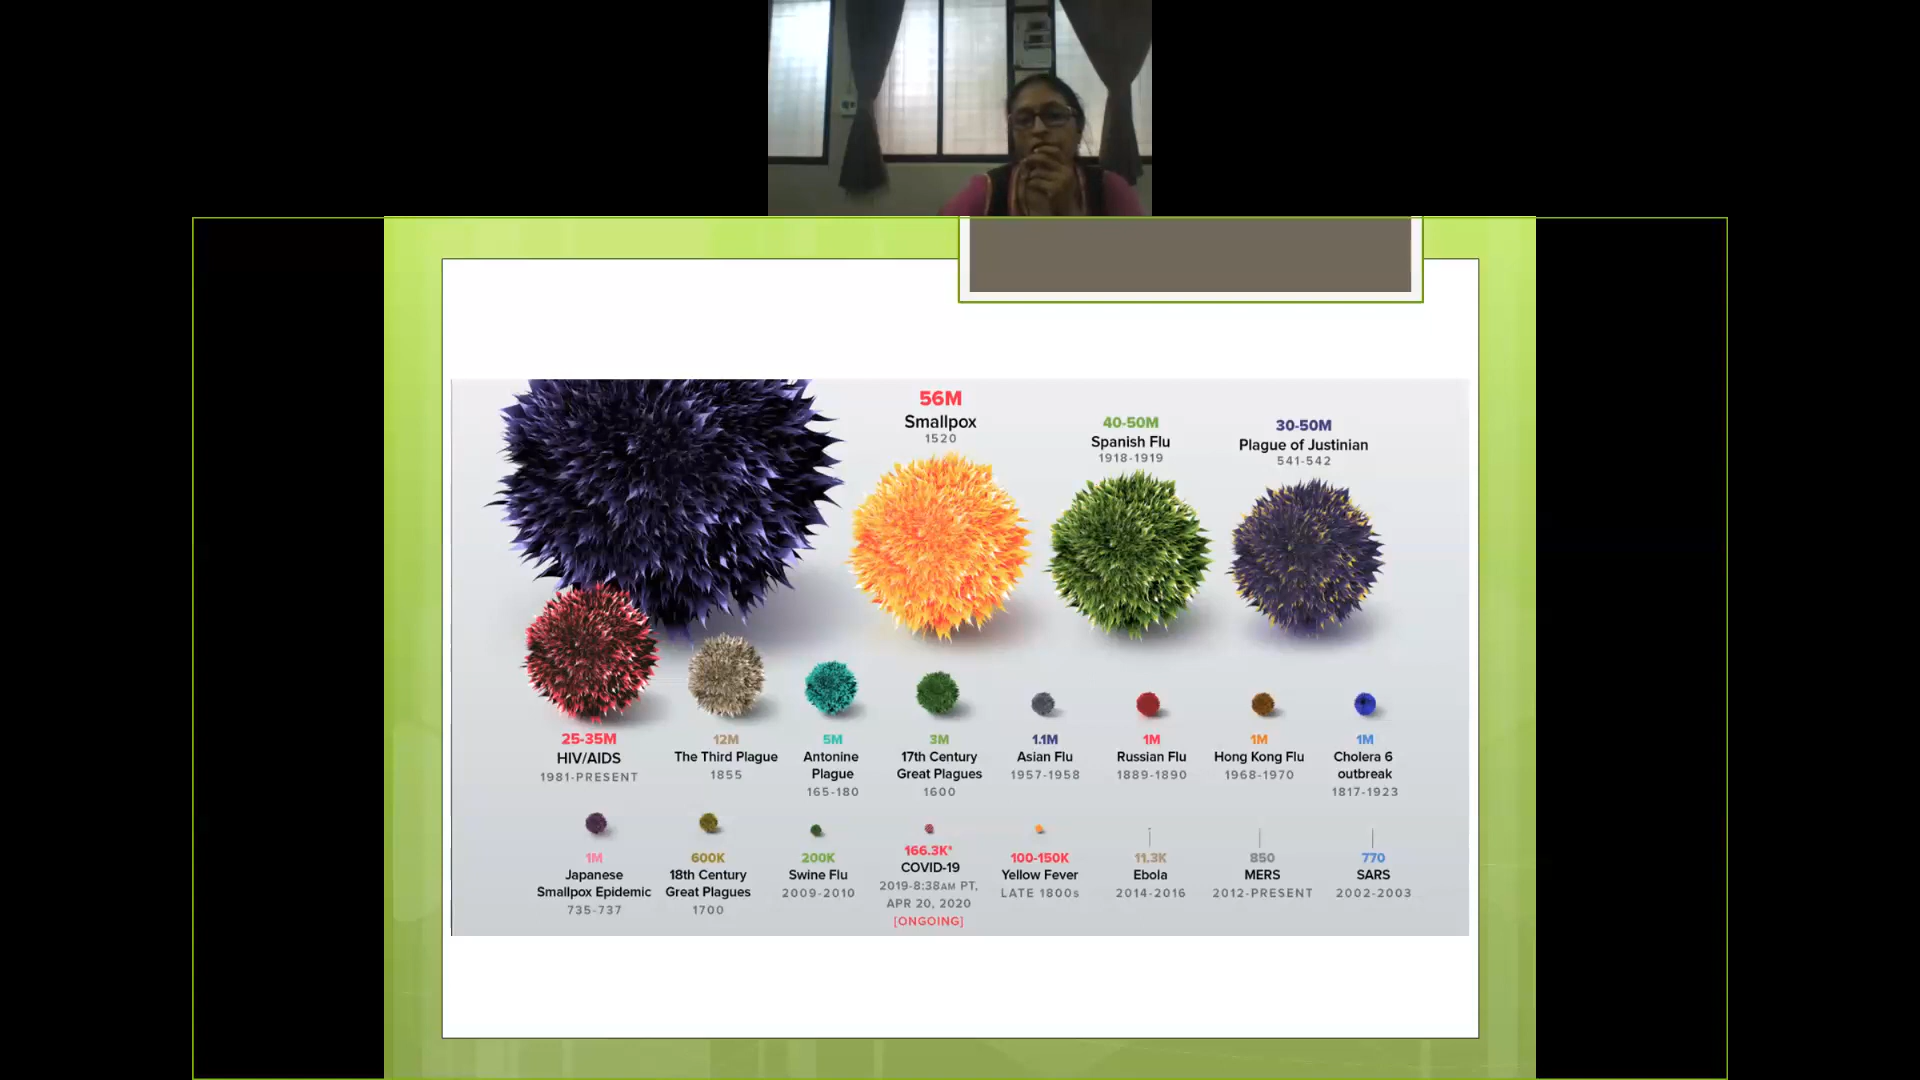 56M
Smallpox
1520
40-50M
Spanish Flu
1918-1919
30-50M
Plague of Justinian
541-542
25-35M
HIV/AIDS
1981-PRESENT
12M
The Third Plague
1855
5M
Antonine
Plague
165-180
3M
17th Century
Great Plagues
1600
1.1M
Asian Flu
1957-1958
1M
Russian Flu
1889-1890
1M
Hong Kong Flu
1968-1970
1M
Cholera 6
outbreak
1817-1923
1M
Japanese
Smallpox Epidemic
735-737
600K
18th Century
Great Plagues
1700
200K
Swine Flu
2009-2010
166.3K*
COVID-19
2019-8:38AM PT,
APR 20, 2020
[ONGOING]
100-150K
Yellow Fever
LATE 1800s
11.3K
Ebola
2014-2016
850
MERS
2012-PRESENT
770
SARS
2002-2003